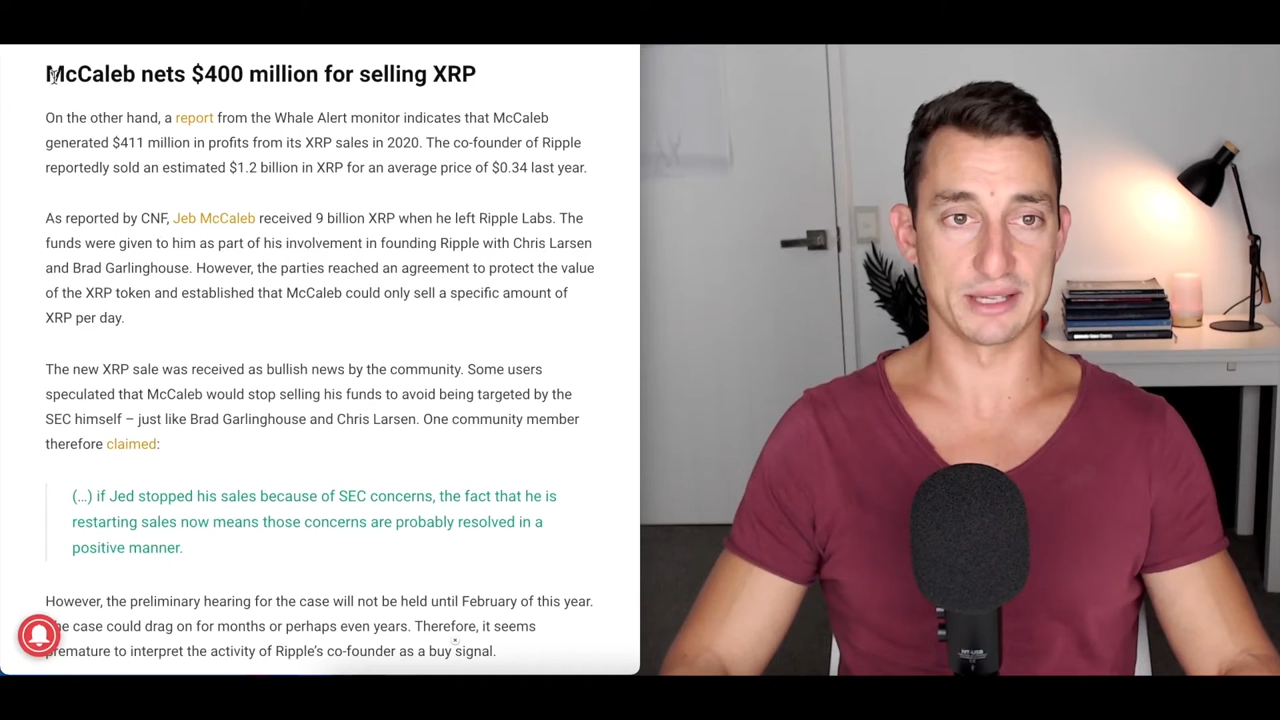 McCaleb nets $400 million for selling XRP
On the other hand, a report from the Whale Alert monitor indicates that McCaleb
generated $411 million in profits from its XRP sales in 2020. The co-founder of Ripple
reportedly sold an estimated $1.2 billion in XRP for an average price of $0.34 last year.
As reported by CNF, Jeb McCaleb received 9 billion XRP when he left Ripple Labs. The
funds were given to him as part of his involvement in founding Ripple with Chris Larsen
and Brad Garlinghouse. However, the parties reached an agreement to protect the value
of the XRP token and established that McCaleb could only sell a specific amount of
XRP per day.
The new XRP sale was received as bullish news by the community. Some users
speculated that McCaleb would stop selling his funds to avoid being targeted by the
SEC himself – just like Brad Garlinghouse and Chris Larsen. One community member
therefore claimed:
(...) if Jed stopped his sales because of SEC concerns, the fact that he is
restarting sales now means those concerns are probably resolved in a
positive manner.
However, the preliminary hearing for the case will not be held until February of this year.
case could drag on for months or perhaps even years. Therefore, it seems
premature to interpret the activity of Ripple's co-founder as a buy signal.